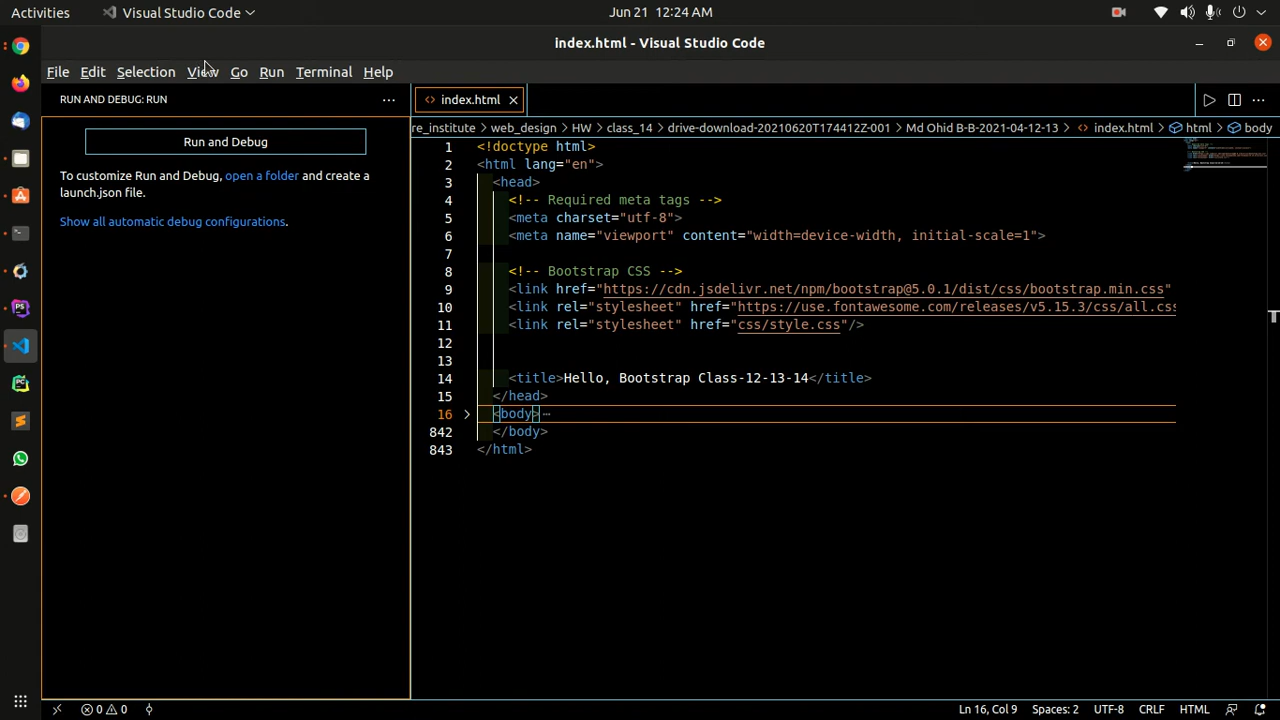 Activities
Visual Studio Code
Jun 21 12:24 AM
index.html - Visual Studio Code
File Edit Selection View Go Run Terminal Help
RUN AND DEBUG: RUN
Run and Debug
To customize Run and Debug, open a folder and create a
launch.json file.
Show all automatic debug configurations.
index.html
re_institute > web_design > HW > class_14 > drive-download-20210620T174412Z-001 > Md Ohid B-B-2021-04-12-13 > index.html > html > body
1 <!doctype html>
2 <html lang="en">
3 <head>
4 <!-- Required meta tags -->
5 <meta charset="utf-8">
6 <meta name="viewport" content="width=device-width, initial-scale=1">
7
8 <!-- Bootstrap CSS -->
9 <link href="https://cdn.jsdelivr.net/npm/bootstrap@5.0.1/dist/css/bootstrap.min.css"
10 <link rel="stylesheet" href="https://use.fontawesome.com/releases/v5.15.3/css/all.css
11 <link rel="stylesheet" href="css/style.css"/>
12
13
14 <title>Hello, Bootstrap Class-12-13-14</title>
15 </head>
16 <body> ...
842 </body>
843 </html>
0 0
Ln 16, Col 9 Spaces: 2 UTF-8 CRLF HTML